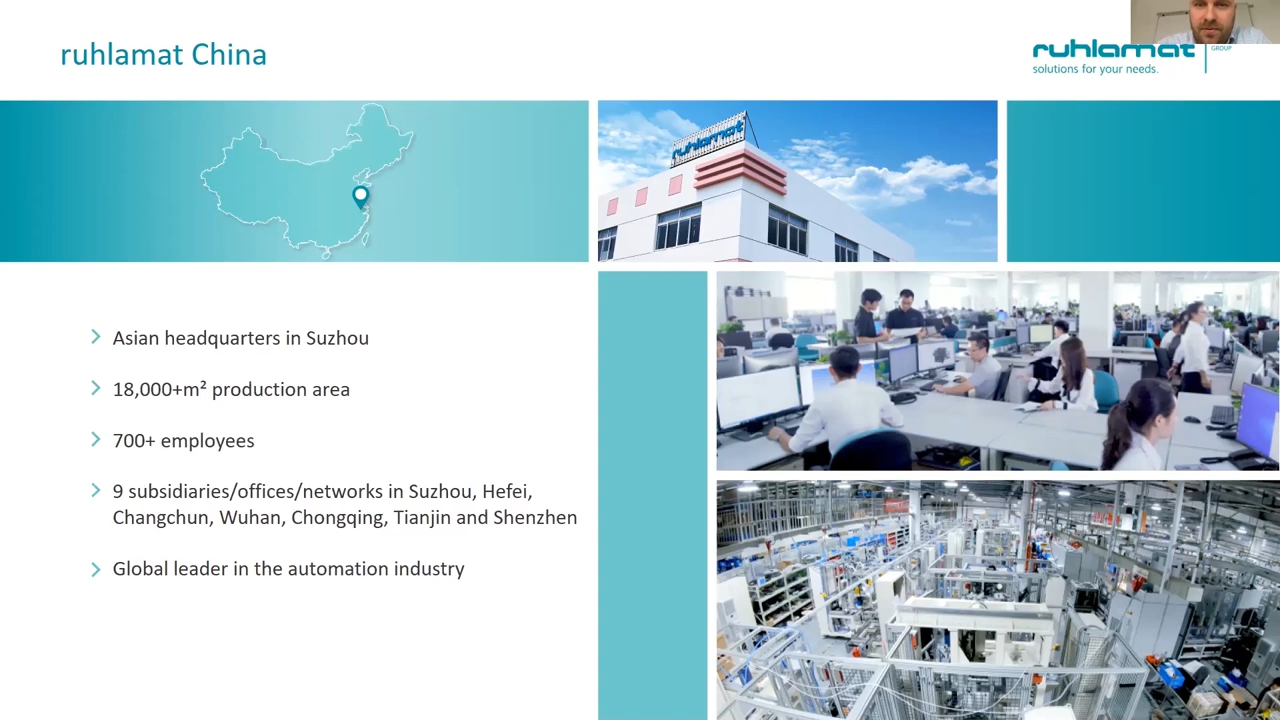 ruhlamat China
ruhlamat
GROUP
solutions for your needs.
Asian headquarters in Suzhou
18,000+m² production area
700+ employees
9 subsidiaries/offices/networks in Suzhou, Hefei,
Changchun, Wuhan, Chongqing, Tianjin and Shenzhen
Global leader in the automation industry